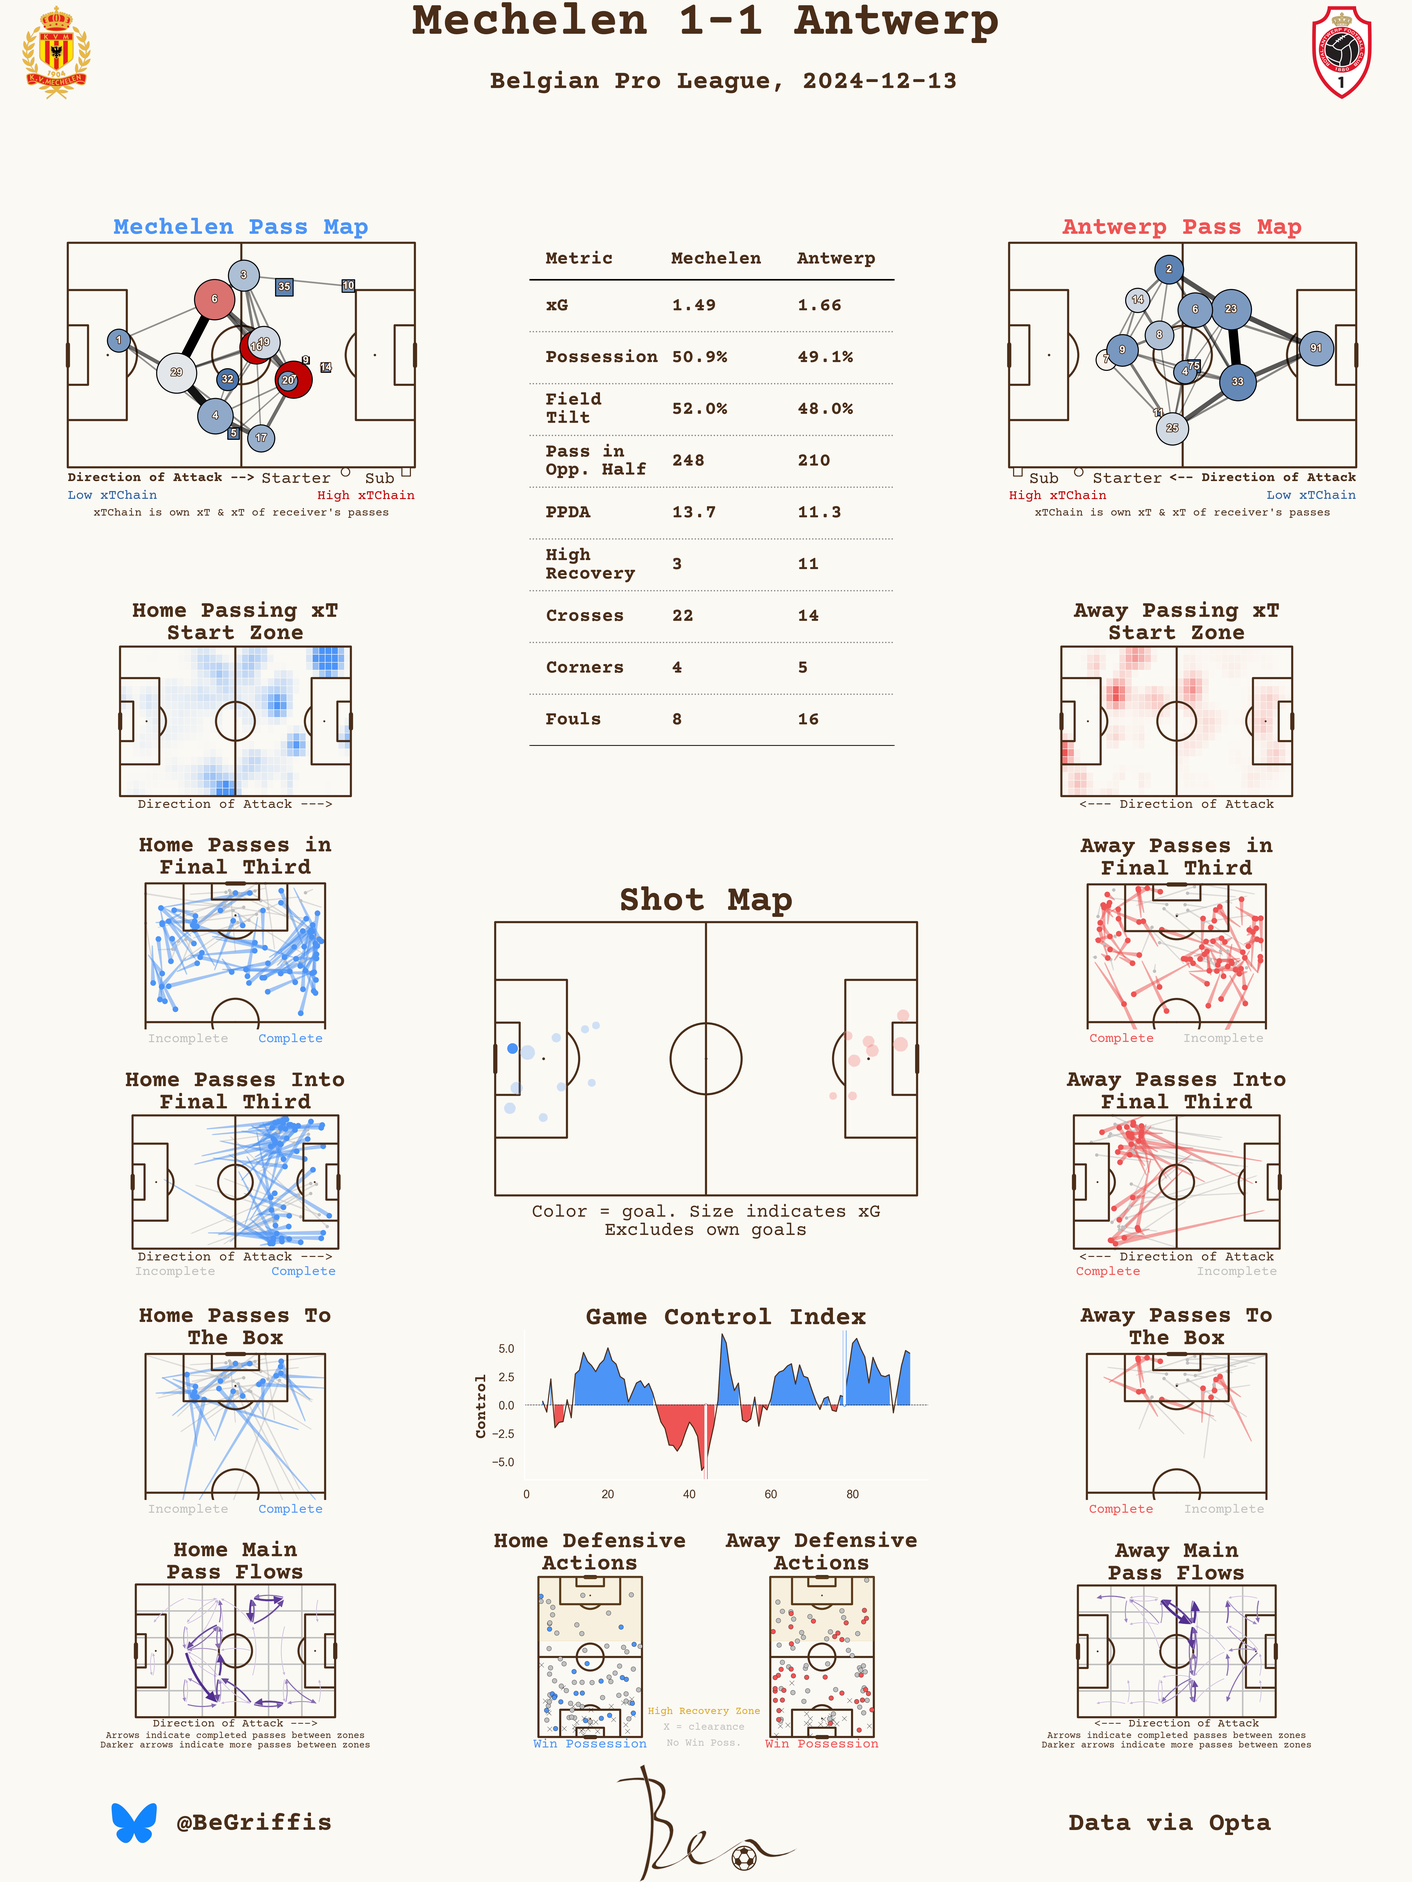 Mechelen 1-1 Antwerp
Belgian Pro League, 2024-12-13
K V M
1904
K.V. MECHELEN
1
Mechelen Pass Map
3
35
10
6
1
16
19
9
14
29
32
20
4
5
17
Direction of Attack --> Starter Sub
Low xTChain High xTChain
xTChain is own xT & xT of receiver's passes
Metric Mechelen Antwerp
xG 1.49 1.66
Possession 50.9% 49.1%
Field
Tilt 52.0% 48.0%
Pass in
Opp. Half 248 210
PPDA 13.7 11.3
High
Recovery 3 11
Crosses 22 14
Corners 4 5
Fouls 8 16
Antwerp Pass Map
2
14
6
23
8
9
7
91
4
75
33
11
25
Sub Starter <-- Direction of Attack
High xTChain Low xTChain
xTChain is own xT & xT of receiver's passes
Home Passing xT
Start Zone
Direction of Attack --->
Away Passing xT
Start Zone
<--- Direction of Attack
Home Passes in
Final Third
Incomplete Complete
Away Passes in
Final Third
Complete Incomplete
Shot Map
Color = goal. Size indicates xG
Excludes own goals
Home Passes Into
Final Third
Direction of Attack --->
Incomplete Complete
Away Passes Into
Final Third
<--- Direction of Attack
Complete Incomplete
Home Passes To
The Box
Incomplete Complete
Game Control Index
Control
5.0
2.5
0.0
−2.5
−5.0
0 20 40 60 80
Away Passes To
The Box
Complete Incomplete
Home Main
Pass Flows
Direction of Attack --->
Arrows indicate completed passes between zones
Darker arrows indicate more passes between zones
Home Defensive
Actions
Win Possession
High Recovery Zone
X = clearance
No Win Poss.
Away Defensive
Actions
Win Possession
Away Main
Pass Flows
<--- Direction of Attack
Arrows indicate completed passes between zones
Darker arrows indicate more passes between zones
@BeGriffis
Ben
Data via Opta